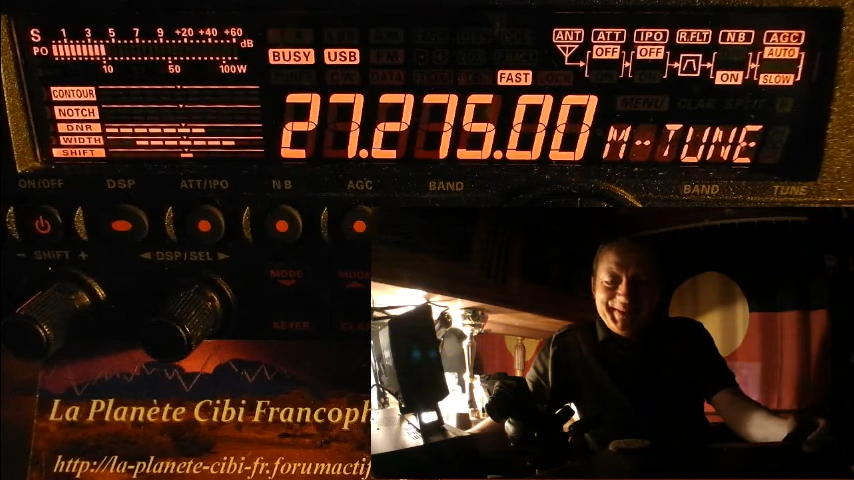 S 1 3 5 7 9 +20 +40 +60 dB
PO 10 50 100W
BUSY USB
FAST
ANT ATT IPO R.FLT NB AGC
OFF OFF AUTO
ON SLOW
CONTOUR
NOTCH
DNR
WIDTH
SHIFT
27.275.00 M-TUNE
MENU CLAR SPLIT
ON/OFF DSP ATT/IPO NB AGC BAND BAND TUNE
- SHIFT + ◄ DSP/SEL ►
MODE
KEYER
La Planète Cibi Francoph
http://la-planete-cibi-fr.forumactif